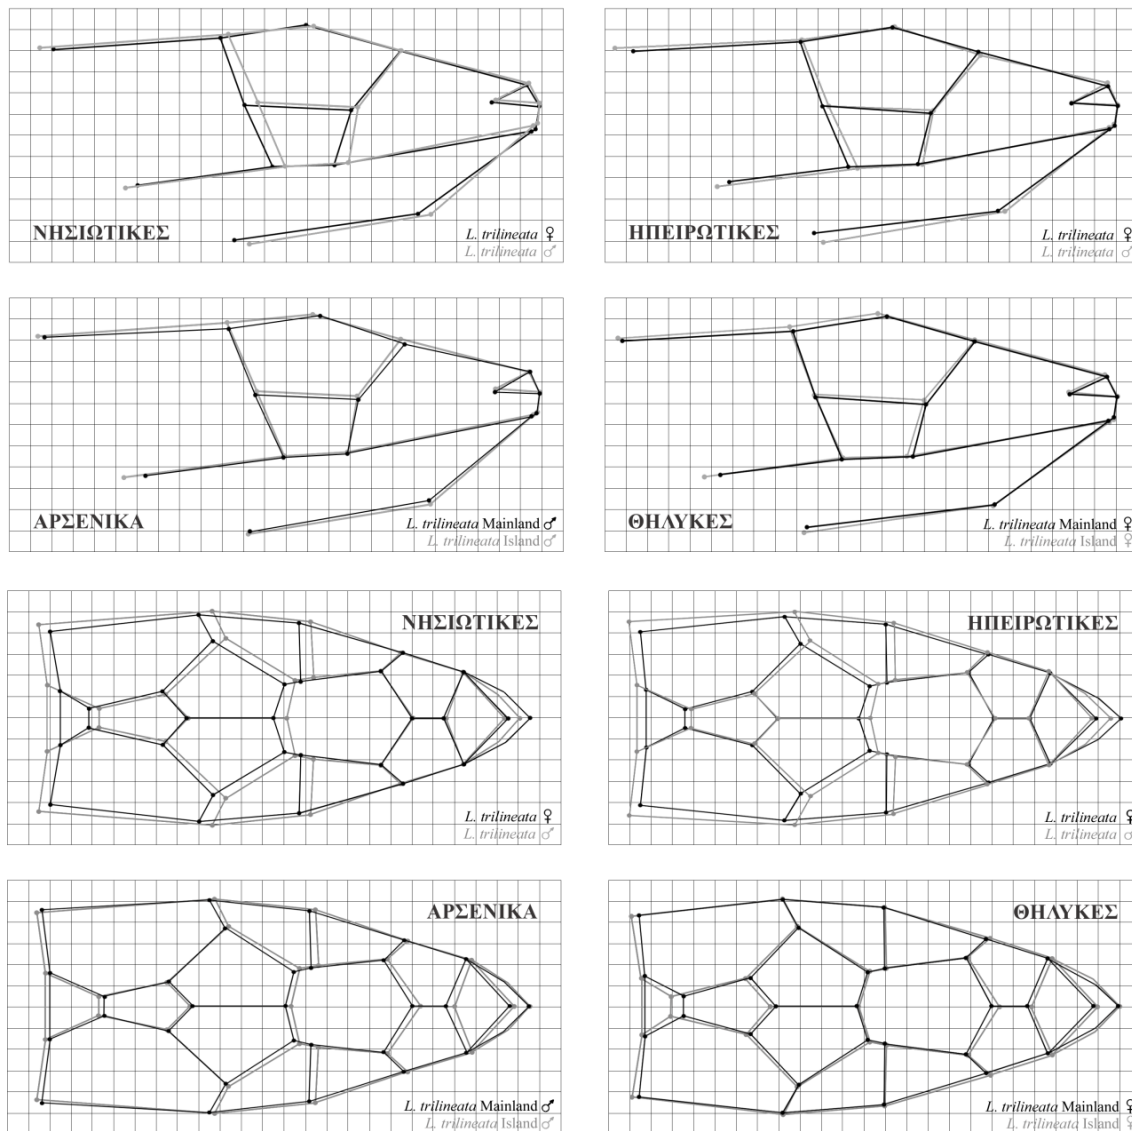 ΝΗΣΙΩΤΙΚΕΣ
L. trilineata ♀
L. trilineata ♂
ΗΠΕΙΡΩΤΙΚΕΣ
L. trilineata ♀
L. trilineata ♂
ΑΡΣΕΝΙΚΑ
L. trilineata Mainland ♂
L. trilineata Island ♂
ΘΗΛΥΚΕΣ
L. trilineata Mainland ♀
L. trilineata Island ♀
ΝΗΣΙΩΤΙΚΕΣ
L. trilineata ♀
L. trilineata ♂
ΗΠΕΙΡΩΤΙΚΕΣ
L. trilineata ♀
L. trilineata ♂
ΑΡΣΕΝΙΚΑ
L. trilineata Mainland ♂
L. trilineata Island ♂
ΘΗΛΥΚΕΣ
L. trilineata Mainland ♀
L. trilineata Island ♀